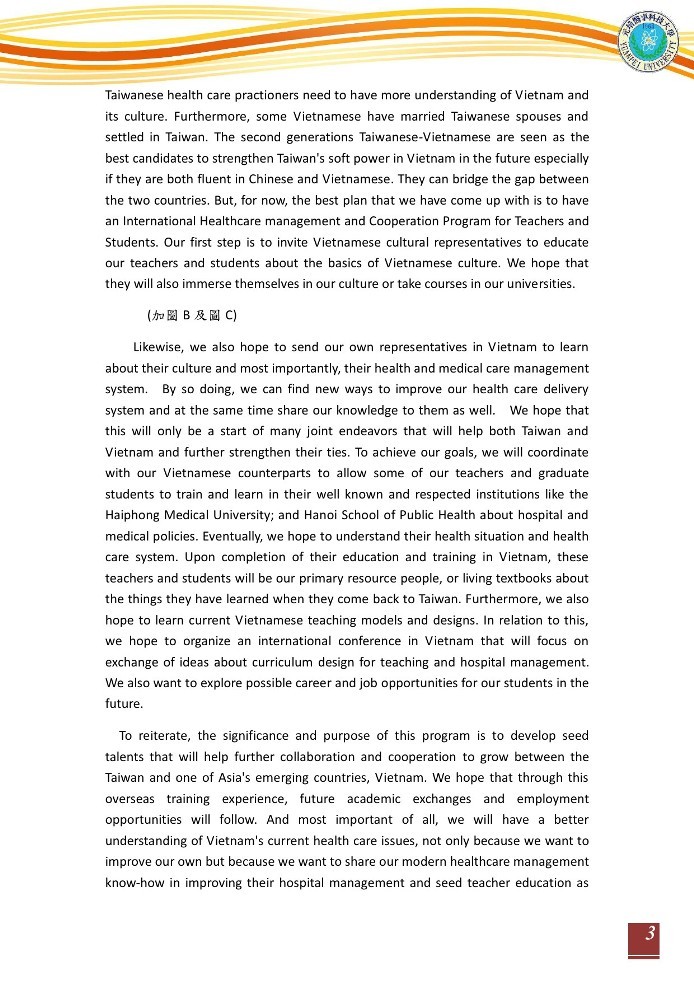 元培醫事科技大學
YUANPEI UNIVERSITY
Taiwanese health care practioners need to have more understanding of Vietnam and
its culture. Furthermore, some Vietnamese have married Taiwanese spouses and
settled in Taiwan. The second generations Taiwanese-Vietnamese are seen as the
best candidates to strengthen Taiwan's soft power in Vietnam in the future especially
if they are both fluent in Chinese and Vietnamese. They can bridge the gap between
the two countries. But, for now, the best plan that we have come up with is to have
an International Healthcare management and Cooperation Program for Teachers and
Students. Our first step is to invite Vietnamese cultural representatives to educate
our teachers and students about the basics of Vietnamese culture. We hope that
they will also immerse themselves in our culture or take courses in our universities.
(加圖 B 及圖 C)
Likewise, we also hope to send our own representatives in Vietnam to learn
about their culture and most importantly, their health and medical care management
system. By so doing, we can find new ways to improve our health care delivery
system and at the same time share our knowledge to them as well. We hope that
this will only be a start of many joint endeavors that will help both Taiwan and
Vietnam and further strengthen their ties. To achieve our goals, we will coordinate
with our Vietnamese counterparts to allow some of our teachers and graduate
students to train and learn in their well known and respected institutions like the
Haiphong Medical University; and Hanoi School of Public Health about hospital and
medical policies. Eventually, we hope to understand their health situation and health
care system. Upon completion of their education and training in Vietnam, these
teachers and students will be our primary resource people, or living textbooks about
the things they have learned when they come back to Taiwan. Furthermore, we also
hope to learn current Vietnamese teaching models and designs. In relation to this,
we hope to organize an international conference in Vietnam that will focus on
exchange of ideas about curriculum design for teaching and hospital management.
We also want to explore possible career and job opportunities for our students in the
future.
To reiterate, the significance and purpose of this program is to develop seed
talents that will help further collaboration and cooperation to grow between the
Taiwan and one of Asia's emerging countries, Vietnam. We hope that through this
overseas training experience, future academic exchanges and employment
opportunities will follow. And most important of all, we will have a better
understanding of Vietnam's current health care issues, not only because we want to
improve our own but because we want to share our modern healthcare management
know-how in improving their hospital management and seed teacher education as
3